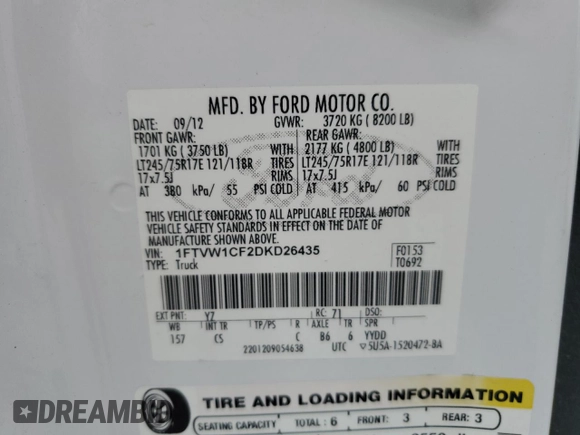 MFD. BY FORD MOTOR CO.
DATE: 09/12 GVWR: 3720 KG ( 8200 LB)
FRONT GAWR: REAR GAWR:
1701 KG ( 3750 LB) WITH 2177 KG ( 4800 LB) WITH
LT245/75R17E 121/118R TIRES LT245/75R17E 121/118R TIRES
17x7.5J RIMS 17x7.5J RIMS
AT 380 kPa/ 55 PSI COLD AT 415 kPa/ 60 PSI COLD
THIS VEHICLE CONFORMS TO ALL APPLICABLE FEDERAL MOTOR
VEHICLE SAFETY STANDARDS IN EFFECT ON THE DATE OF
MANUFACTURE SHOWN ABOVE.
VIN: 1FTVW1CF2DKD26435 F0153
TYPE: Truck T0692
EXT PNT: YZ RC: 71 DSO:
WB INT TR TP/PS R AXLE TR SPR
157 CS C B6 6 YYDD
2201209054638 UTC 5U5A-1520472-BA
TIRE AND LOADING INFORMATION
SEATING CAPACITY TOTAL: 6 FRONT: 3 REAR: 3
DREAMBID